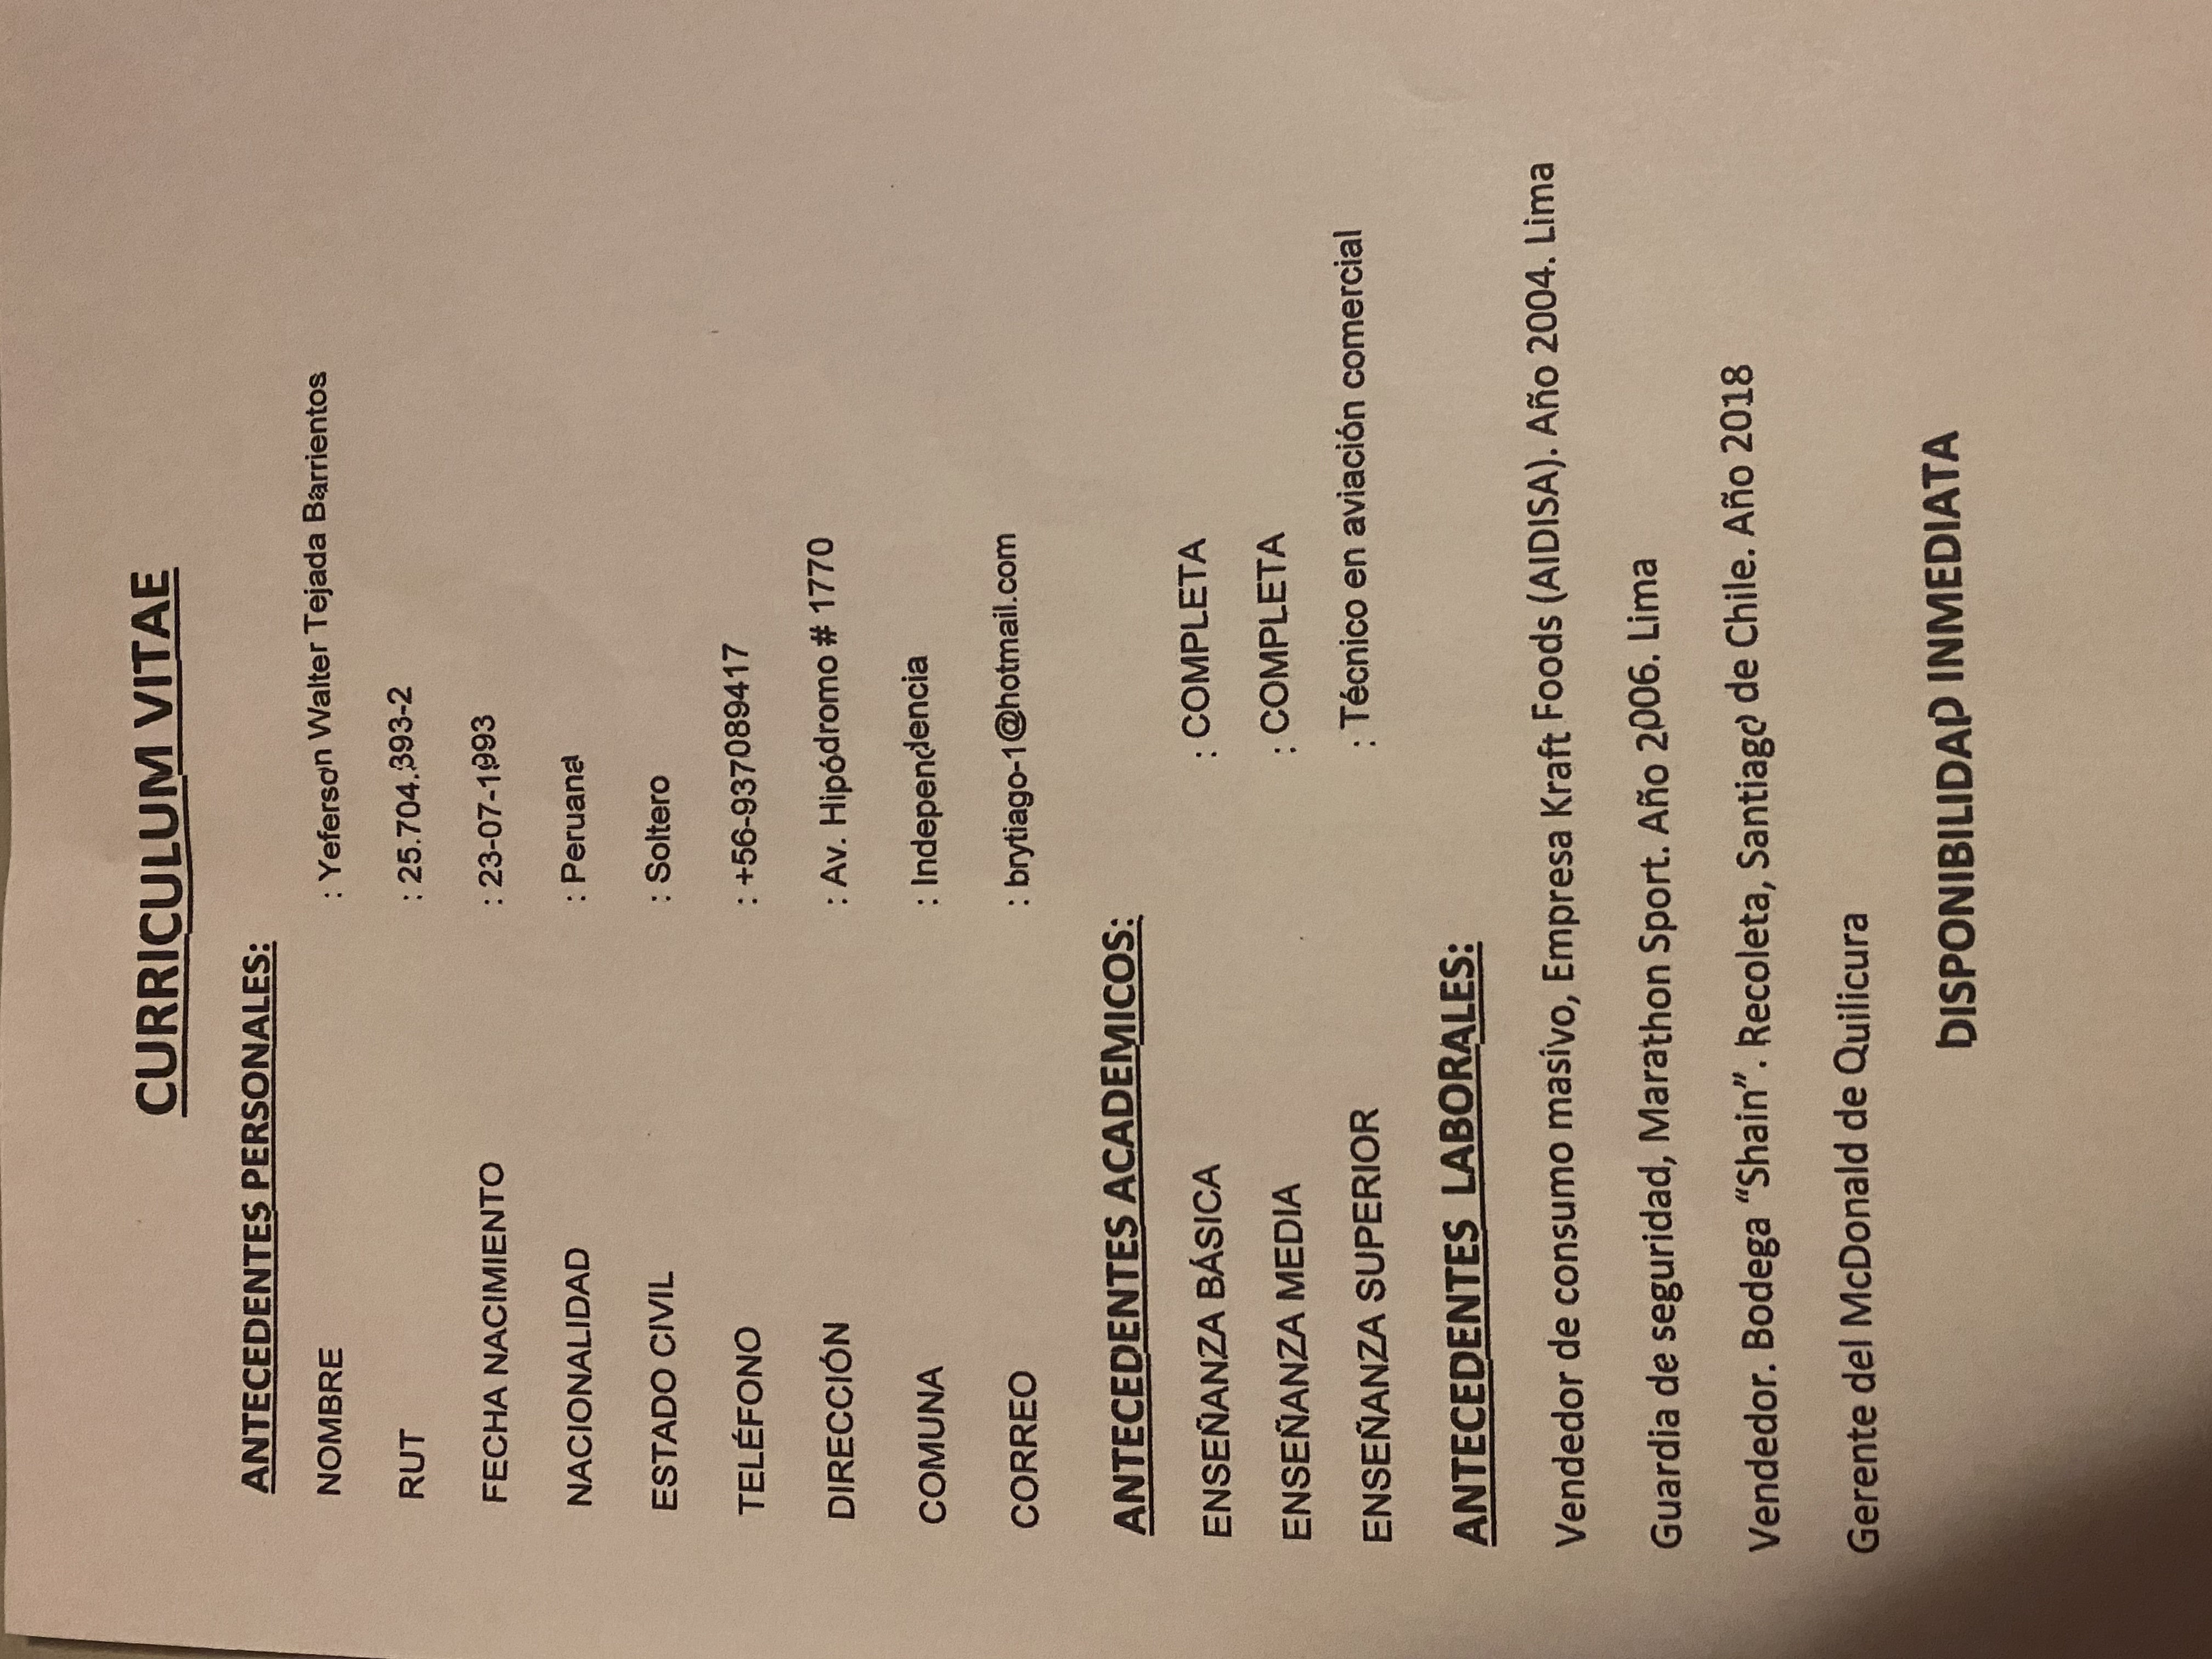 CURRICULUM VITAE
ANTECEDENTES PERSONALES:
NOMBRE : Yeferson Walter Tejada Barrientos
RUT : 25.704.393-2
FECHA NACIMIENTO : 23-07-1993
NACIONALIDAD : Peruana
ESTADO CIVIL : Soltero
TELÉFONO : +56-937089417
DIRECCIÓN : Av. Hipódromo # 1770
COMUNA : Independencia
CORREO : brytiago-1@hotmail.com
ANTECEDENTES ACADEMICOS:
ENSEÑANZA BÁSICA : COMPLETA
ENSEÑANZA MEDIA : COMPLETA
ENSEÑANZA SUPERIOR : Técnico en aviación comercial
ANTECEDENTES LABORALES:
Vendedor de consumo masivo, Empresa Kraft Foods (AIDISA). Año 2004. Lima
Guardia de seguridad, Marathon Sport. Año 2006. Lima
Vendedor. Bodega “Shain”. Recoleta, Santiago de Chile. Año 2018
Gerente del McDonald de Quilicura
DISPONIBILIDAD INMEDIATA